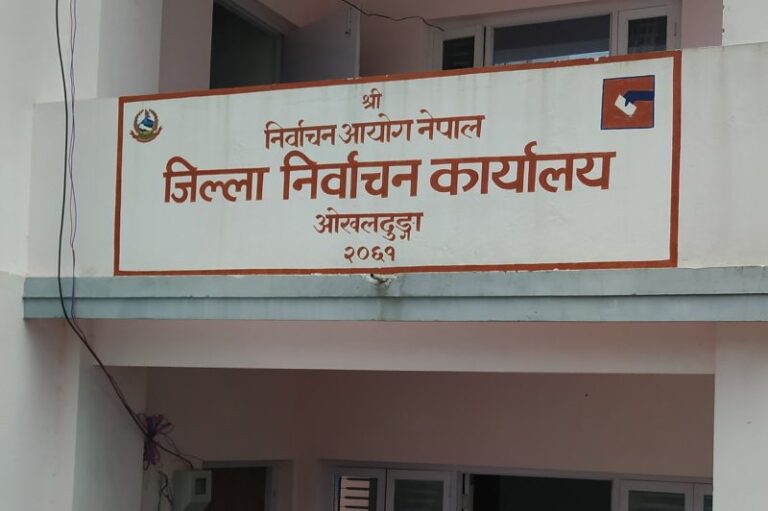 श्री
निर्वाचन आयोग नेपाल
जिल्ला निर्वाचन कार्यालय
ओखलढुङ्गा
२०६१